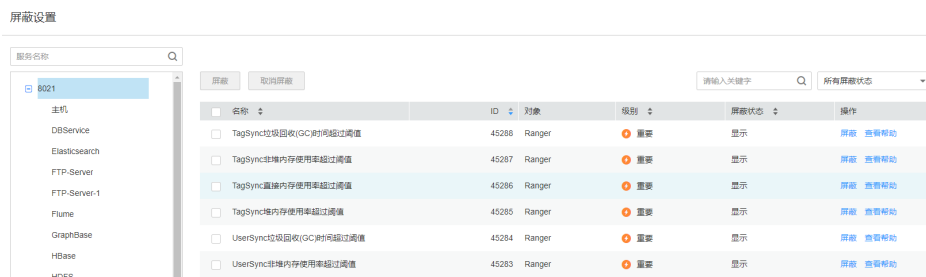 屏蔽设置
服务名称
8021
主机
DBService
Elasticsearch
FTP-Server
FTP-Server-1
Flume
GraphBase
HBase
HDFS
屏蔽 取消屏蔽 请输入关键字 所有屏蔽状态
名称 ID 对象 级别 屏蔽状态 操作
TagSync垃圾回收(GC)时间超过阈值 45288 Ranger 重要 显示 屏蔽 查看帮助
TagSync非堆内存使用率超过阈值 45287 Ranger 重要 显示 屏蔽 查看帮助
TagSync直接内存使用率超过阈值 45286 Ranger 重要 显示 屏蔽 查看帮助
TagSync堆内存使用率超过阈值 45285 Ranger 重要 显示 屏蔽 查看帮助
UserSync垃圾回收(GC)时间超过阈值 45284 Ranger 重要 显示 屏蔽 查看帮助
UserSync非堆内存使用率超过阈值 45283 Ranger 重要 显示 屏蔽 查看帮助